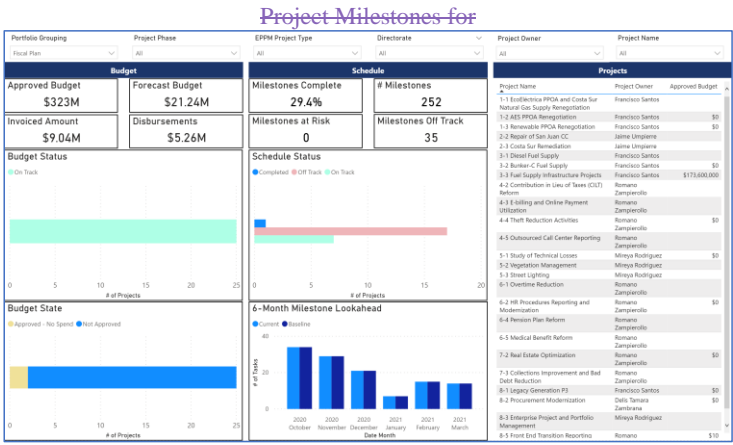 Project Milestones for
Portfolio Grouping Project Phase EPPM Project Type Directorate Project Owner Project Name
Fiscal Plan All All All All All
Budget Schedule Projects
Approved Budget Forecast Budget Milestones Complete # Milestones
$323M $21.24M 29.4% 252
Invoiced Amount Disbursements Milestones at Risk Milestones Off Track
$9.04M $5.26M 0 35
Budget Status
On Track
0 5 10 15 20 25
# of Projects
Schedule Status
Completed Off Track On Track
0 5 10 15 20
# of Projects
Budget State
Approved - No Spend Not Approved
0 5 10 15 20 25
# of Projects
6-Month Milestone Lookahead
Current Baseline
# of Tasks
40
20
0
2020 2020 2020 2021 2021 2021
October November December January February March
Date Month
Project Name Project Owner Approved Budget
1-1 EcoEléctrica PPOA and Costa Sur Francisco Santos
Natural Gas Supply Renegotiation
1-2 AES PPOA Renegotiation Francisco Santos $0
1-3 Renewable PPOA Renegotiation Francisco Santos $0
2-2 Repair of San Juan CC Jaime Umpierre
2-3 Costa Sur Remediation Jaime Umpierre
3-1 Diesel Fuel Supply Francisco Santos
3-2 Bunker-C Fuel Supply Francisco Santos $0
3-3 Fuel Supply Infrastructure Projects Francisco Santos $173,600,000
4-2 Contribution in Lieu of Taxes (CILT) Romano
Reform Zampierollo
4-3 E-billing and Online Payment Romano
Utilization Zampierollo
4-4 Theft Reduction Activities Romano $0
Zampierollo
4-5 Outsourced Call Center Reporting Romano
Zampierollo
5-1 Study of Technical Losses Mireya Rodriguez $0
5-2 Vegetation Management Mireya Rodriguez
5-3 Street Lighting Mireya Rodriguez
6-1 Overtime Reduction Romano
Zampierollo
6-2 HR Procedures Reporting and Romano $0
Modernization Zampierollo
6-4 Pension Plan Reform Romano
Zampierollo
6-5 Medical Benefit Reform Romano
Zampierollo
7-2 Real Estate Optimization Romano $0
Zampierollo
7-3 Collections Improvement and Bad Romano
Debt Reduction Zampierollo
8-1 Legacy Generation P3 Francisco Santos $0
8-2 Procurement Modernization Delis Tamara $0
Zambrana
8-3 Enterprise Project and Portfolio Mireya Rodriguez
Management
8-5 Front End Transition Reporting Romano $10